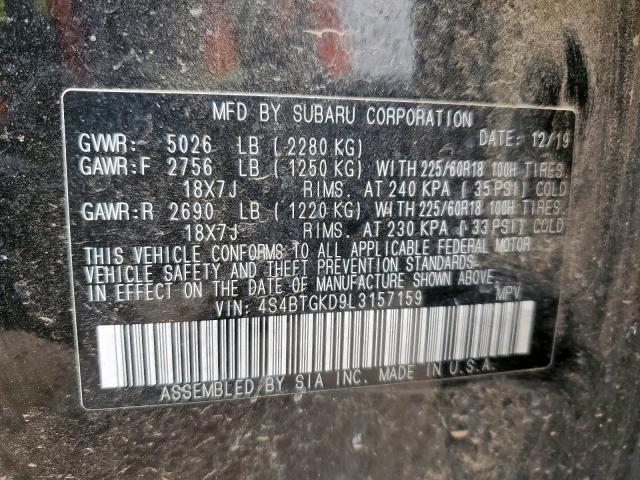 MFD BY SUBARU CORPORATION
GVWR: 5026 LB (2280 KG) DATE: 12/19
GAWR:F 2756 LB (1250 KG) WITH 225/60R18 100H TIRES,
18X7J RIMS, AT 240 KPA (35PSI) COLD
GAWR:R 2690 LB (1220 KG) WITH 225/60R18 100H TIRES,
18X7J RIMS, AT 230 KPA (33 PSI) COLD
THIS VEHICLE CONFORMS TO ALL APPLICABLE FEDERAL MOTOR
VEHICLE SAFETY AND THEFT PREVENTION STANDARDS
IN EFFECT ON THE DATE OF MANUFACTURE SHOWN ABOVE.
VIN: 4S4BTGKD9L3157159 MPV
ASSEMBLED BY SIA INC. MADE IN U.S.A.